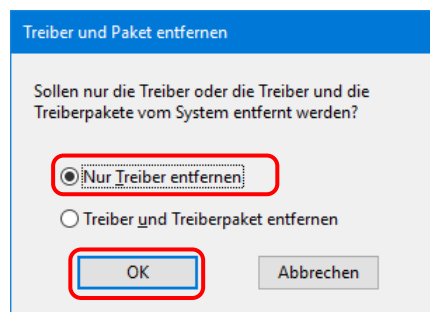 Treiber und Paket entfernen
Sollen nur die Treiber oder die Treiber und die
Treiberpakete vom System entfernt werden?
Nur Treiber entfernen
Treiber und Treiberpaket entfernen
OK Abbrechen